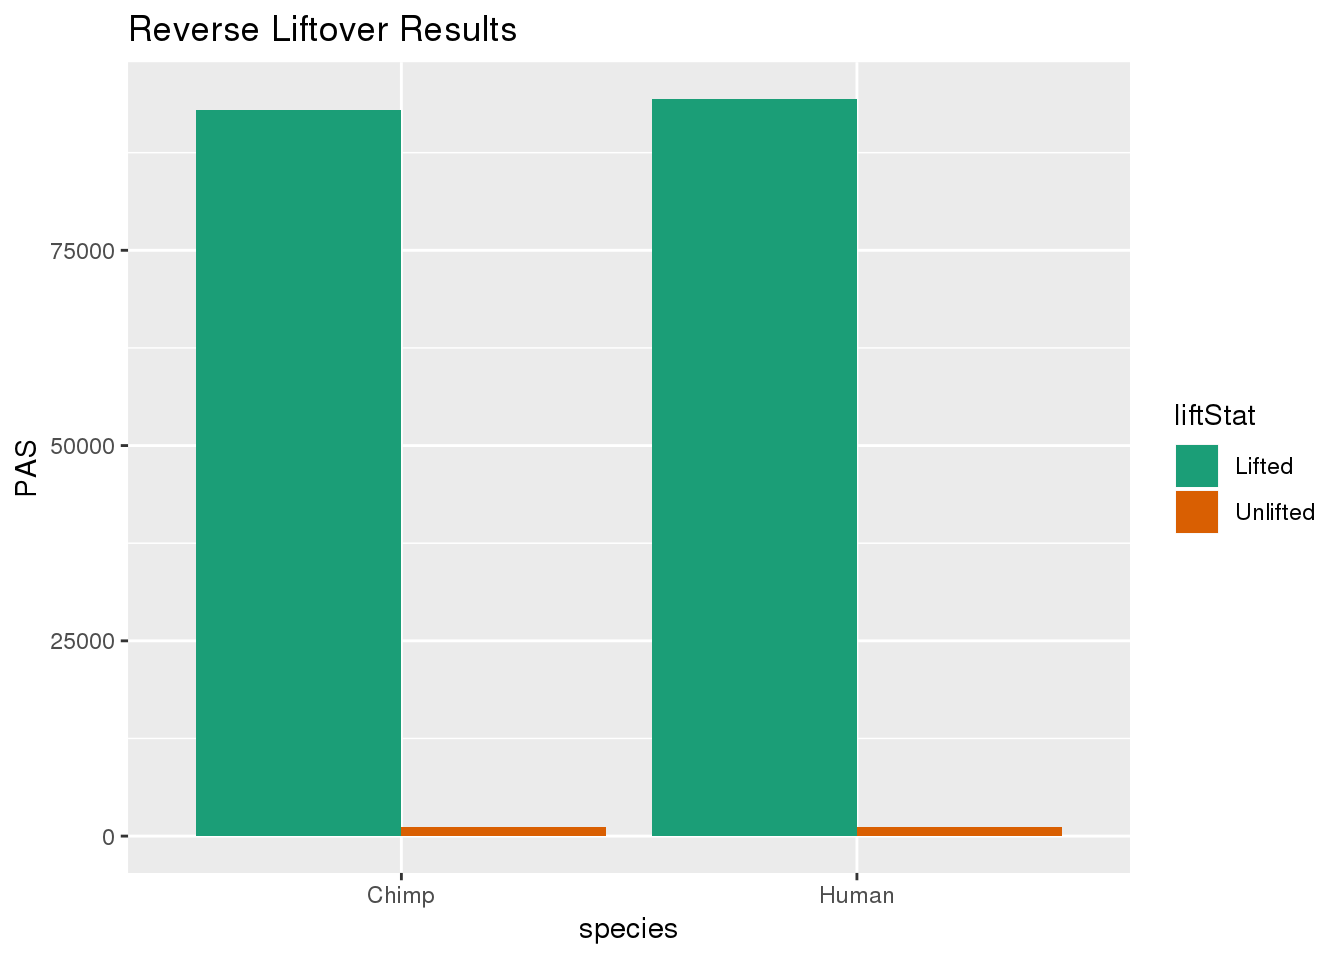 Reverse Liftover Results
PAS
75000
50000
25000
0
Chimp
Human
species
liftStat
Lifted
Unlifted